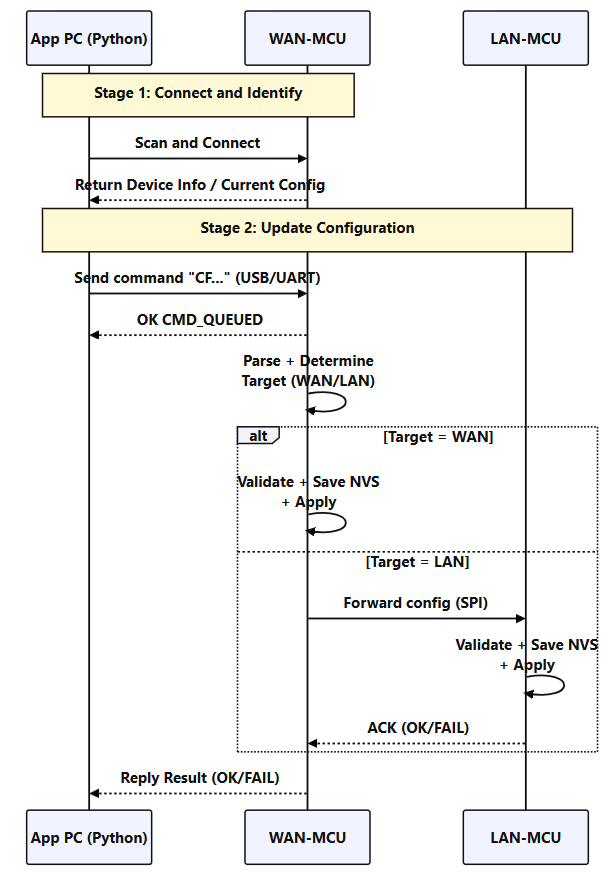 App PC (Python)
WAN-MCU
LAN-MCU
Stage 1: Connect and Identify
Scan and Connect
Return Device Info / Current Config
Stage 2: Update Configuration
Send command "CF..." (USB/UART)
OK CMD_QUEUED
Parse + Determine
Target (WAN/LAN)
alt
[Target = WAN]
Validate + Save NVS
+ Apply
[Target = LAN]
Forward config (SPI)
Validate + Save NVS
+ Apply
ACK (OK/FAIL)
Reply Result (OK/FAIL)
App PC (Python)
WAN-MCU
LAN-MCU